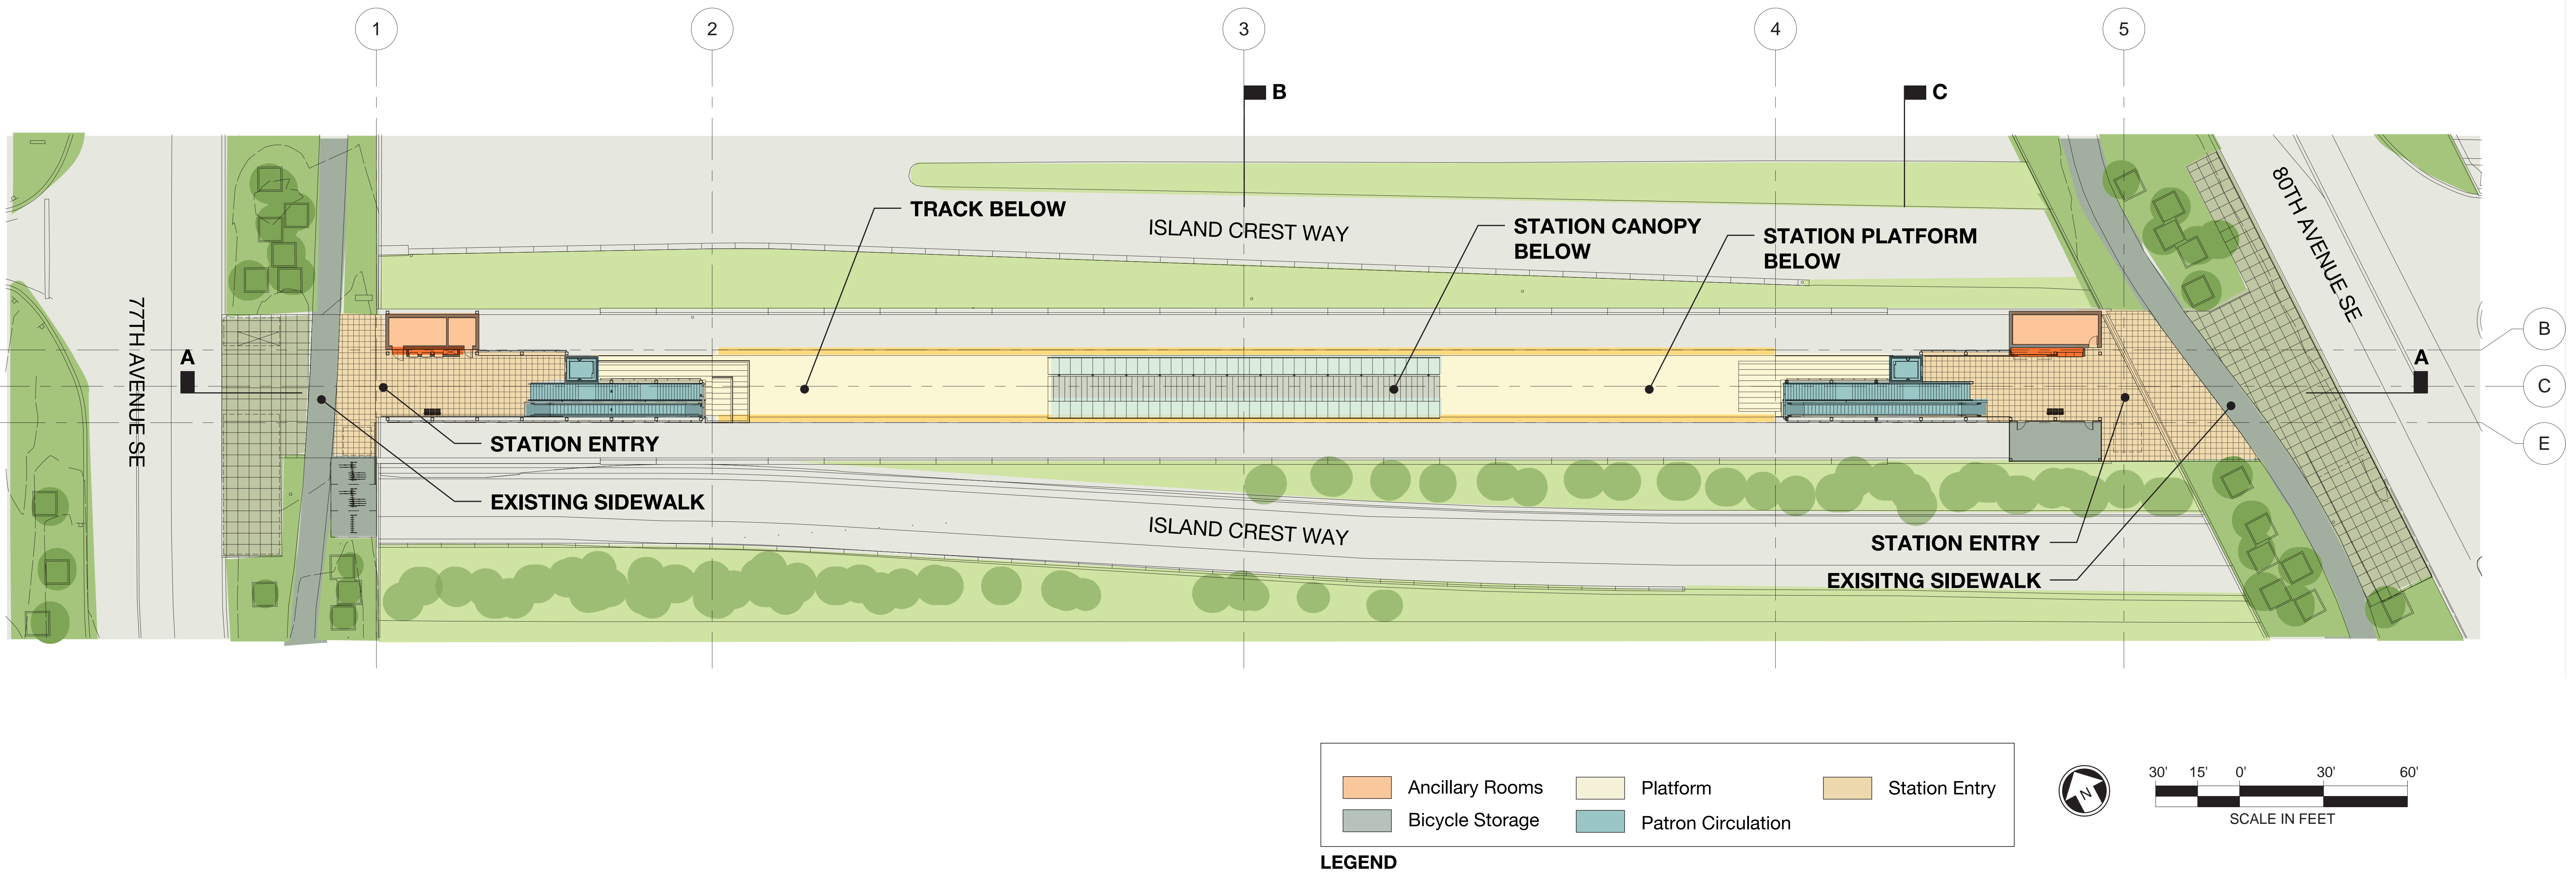 1
2
3
4
5
B
C
TRACK BELOW
ISLAND CREST WAY
STATION CANOPY
BELOW
STATION PLATFORM
BELOW
80TH AVENUE SE
77TH AVENUE SE
A
A
B
C
E
STATION ENTRY
EXISTING SIDEWALK
ISLAND CREST WAY
STATION ENTRY
EXISITNG SIDEWALK
Ancillary Rooms
Platform
Station Entry
Bicycle Storage
Patron Circulation
LEGEND
N
30' 15' 0' 30' 60'
SCALE IN FEET